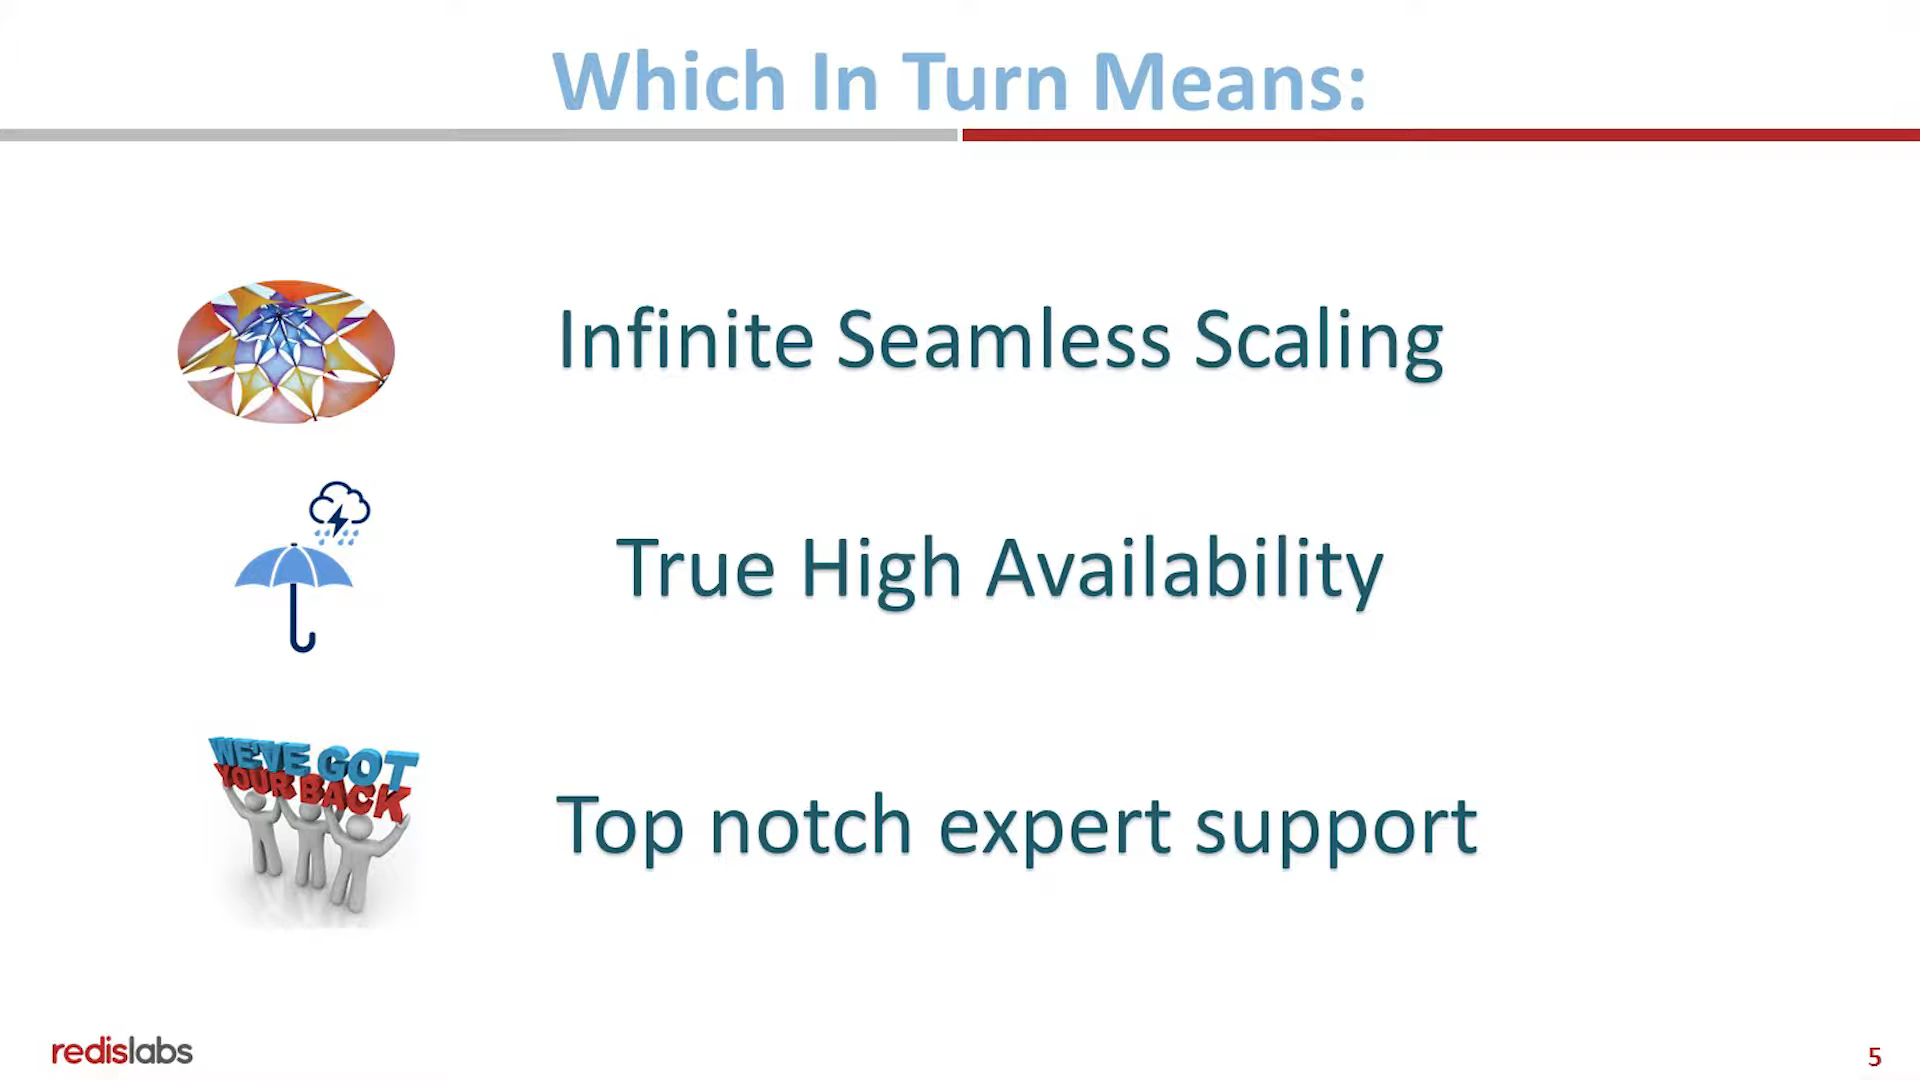 Which In Turn Means:
Infinite Seamless Scaling
True High Availability
WE'VE GOT
YOUR BACK
Top notch expert support
redislabs
5